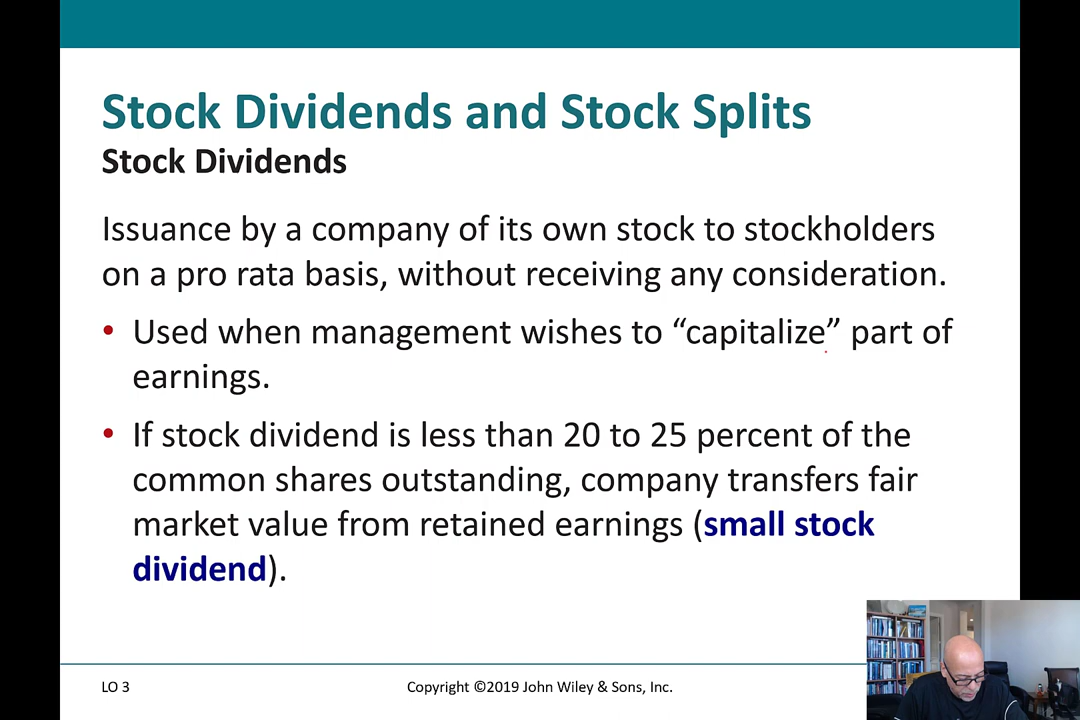 Stock Dividends and Stock Splits
Stock Dividends
Issuance by a company of its own stock to stockholders
on a pro rata basis, without receiving any consideration.
• Used when management wishes to “capitalize” part of
earnings.
• If stock dividend is less than 20 to 25 percent of the
common shares outstanding, company transfers fair
market value from retained earnings (small stock
dividend).
LO 3
Copyright ©2019 John Wiley & Sons, Inc.